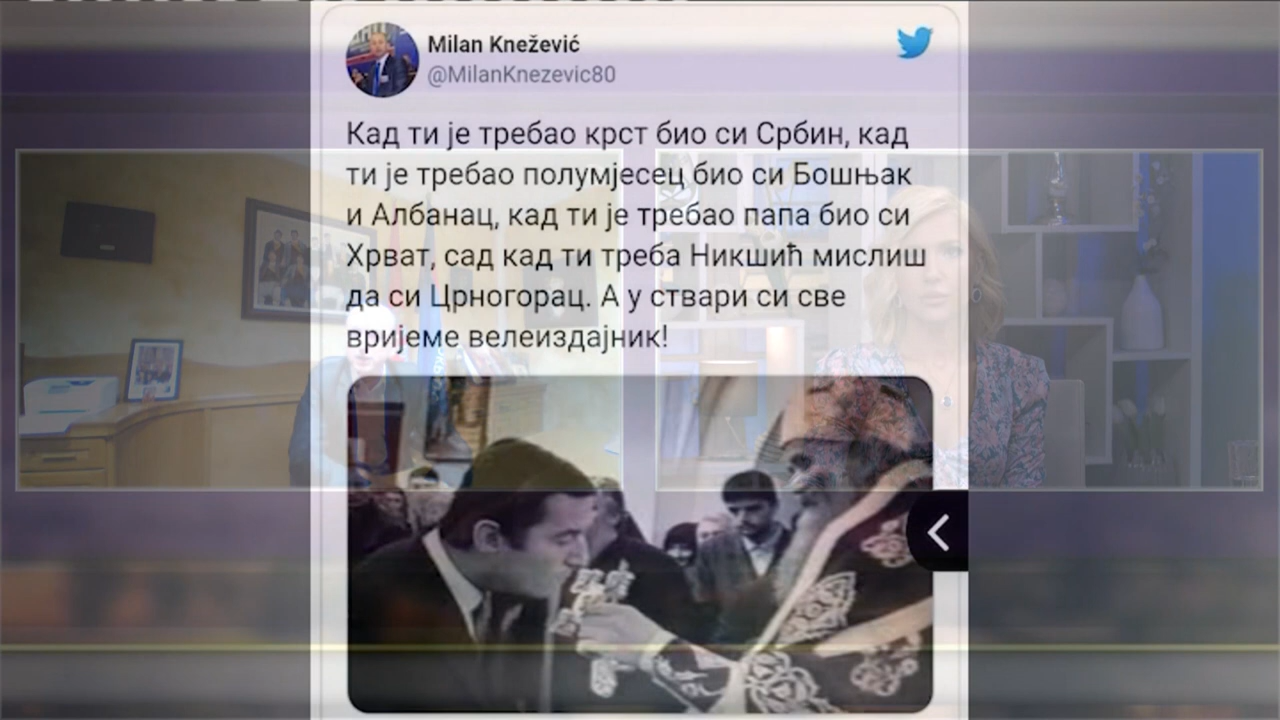 Milan Knežević
@MilanKnezevic80
Кад ти је требао крст био си Србин, кад
ти је требао полумјесец био си Бошњак
и Албанац, кад ти је требао папа био си
Хрват, сад кад ти треба Никшић мислиш
да си Црногорац. А у ствари си све
вријеме велеиздајник!